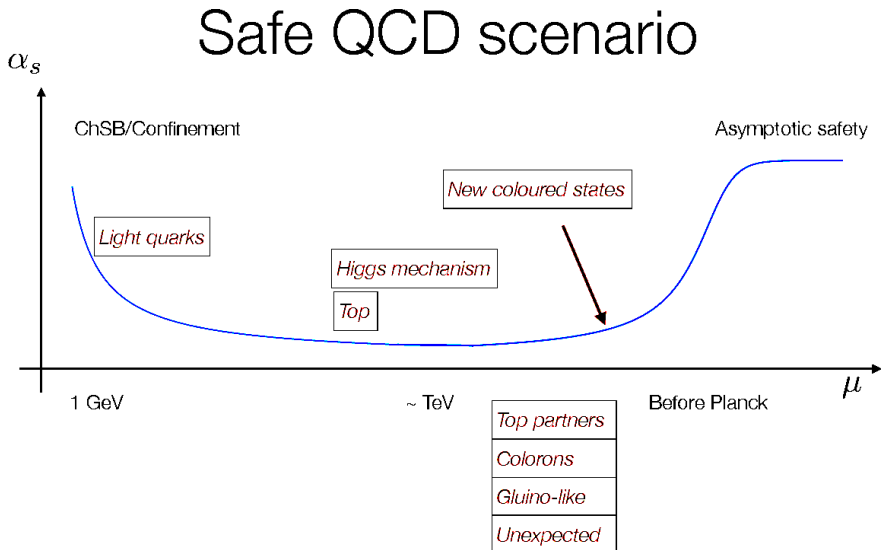 Safe QCD scenario
α_s
ChSB/Confinement
Asymptotic safety
New coloured states
Light quarks
Higgs mechanism
Top
μ
1 GeV
~ TeV
Before Planck
Top partners
Colorons
Gluino-like
Unexpected